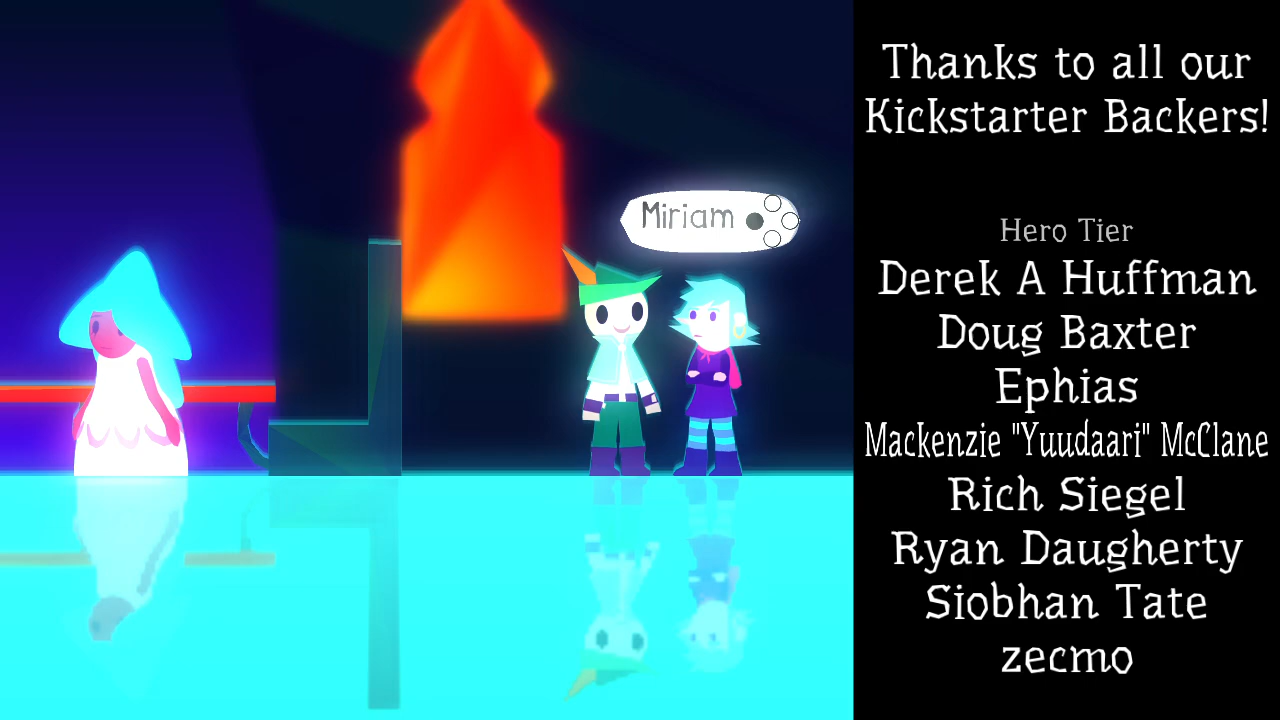 Miriam
Thanks to all our
Kickstarter Backers!
Hero Tier
Derek A Huffman
Doug Baxter
Ephias
Mackenzie "Yuudaari" McClane
Rich Siegel
Ryan Daugherty
Siobhan Tate
zecmo